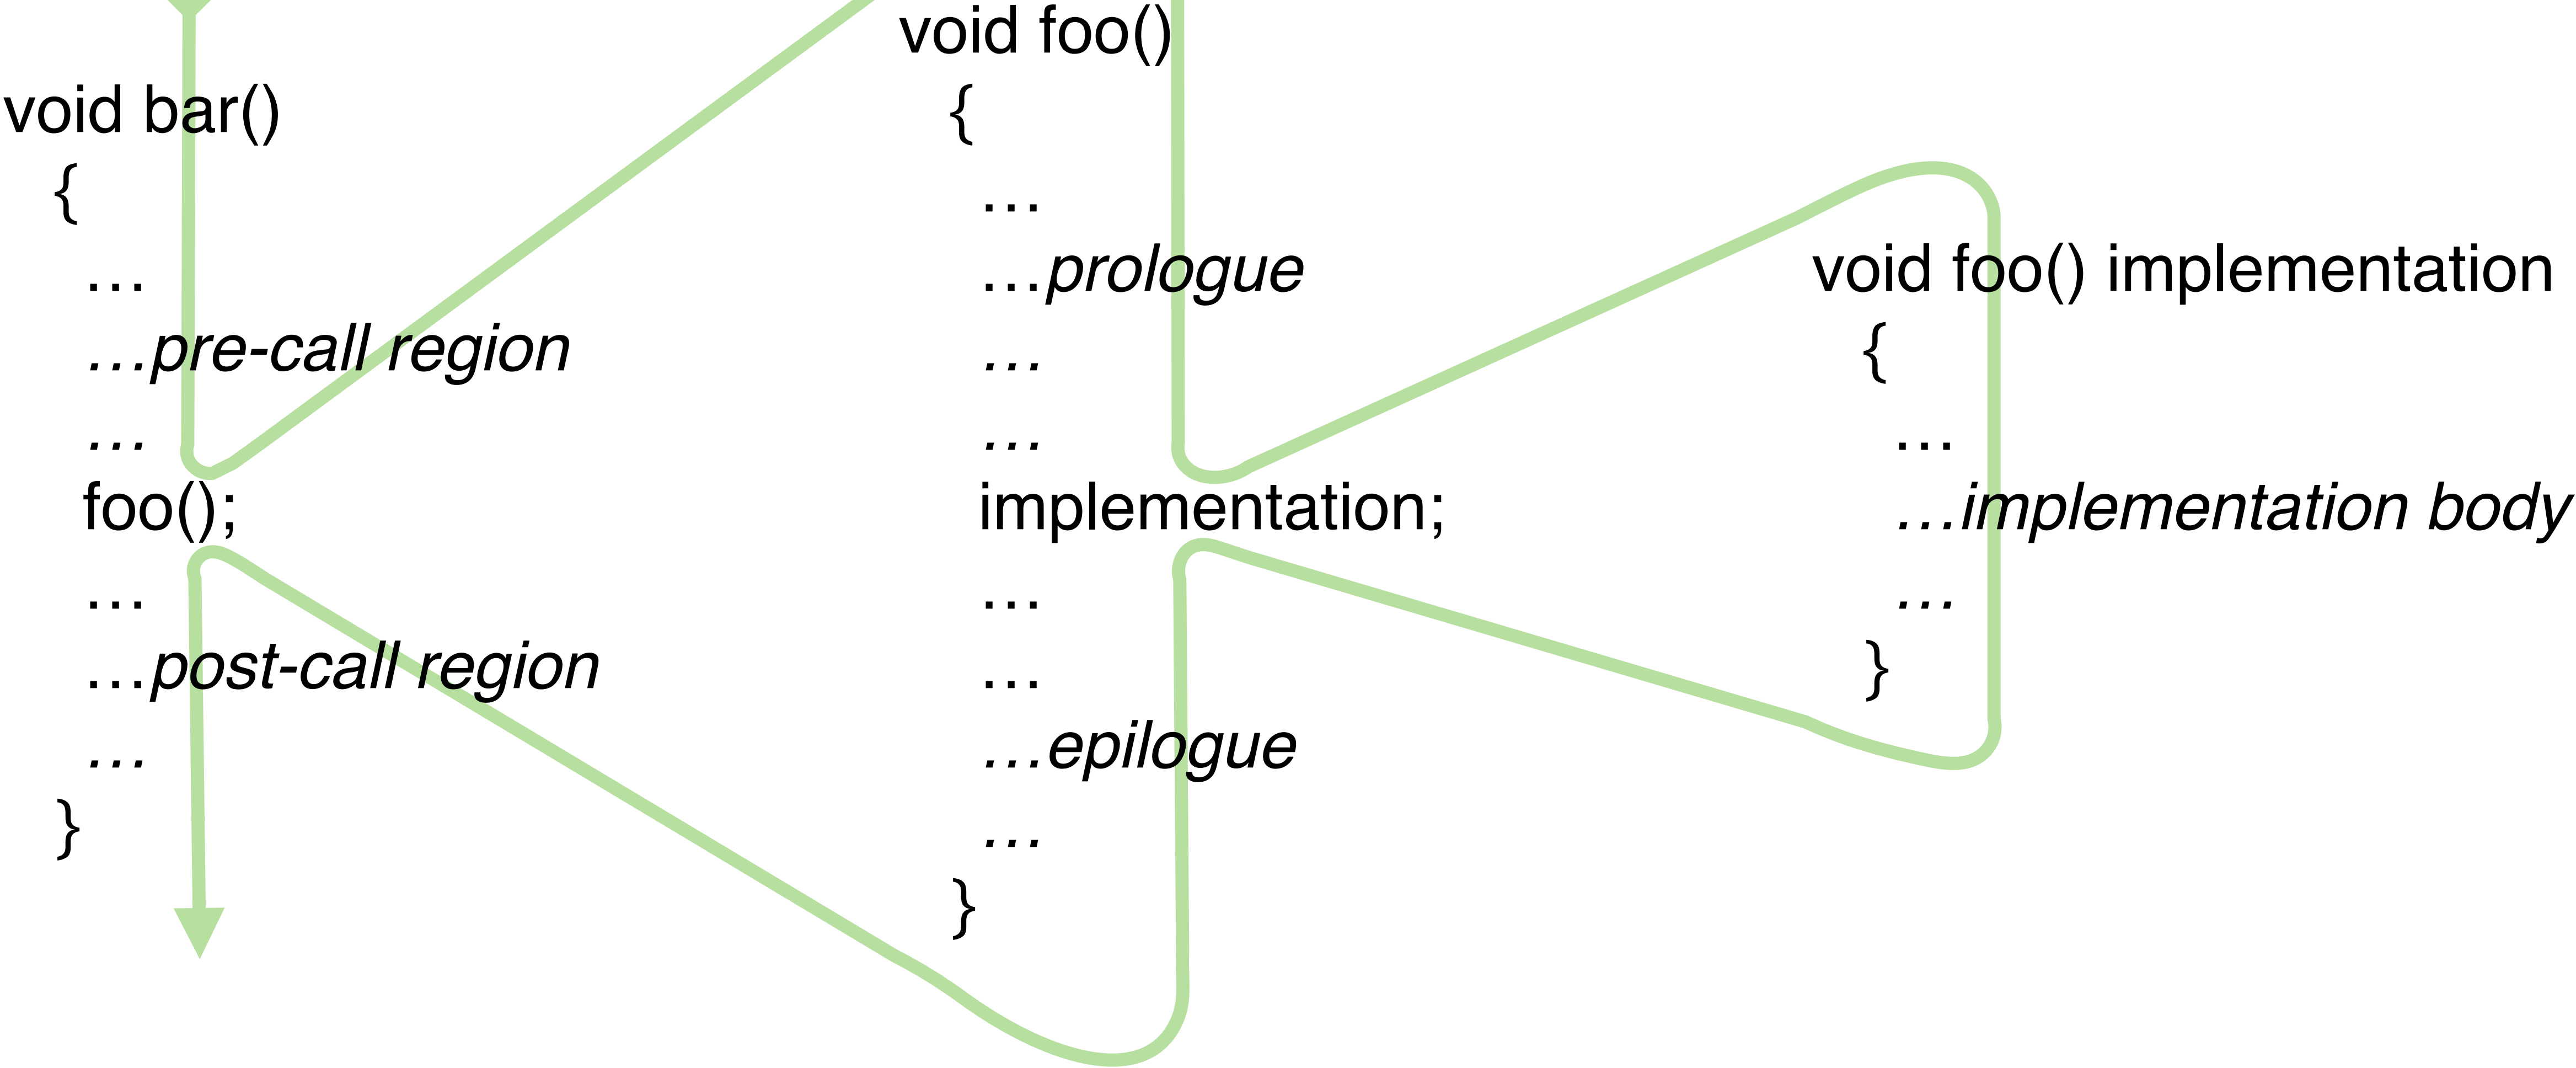 void bar()
{
…
…pre-call region
…
foo();
…
…post-call region
…
}
void foo()
{
…
…prologue
…
…
implementation;
…
…
…epilogue
…
}
void foo() implementation
{
…
…implementation body
…
}